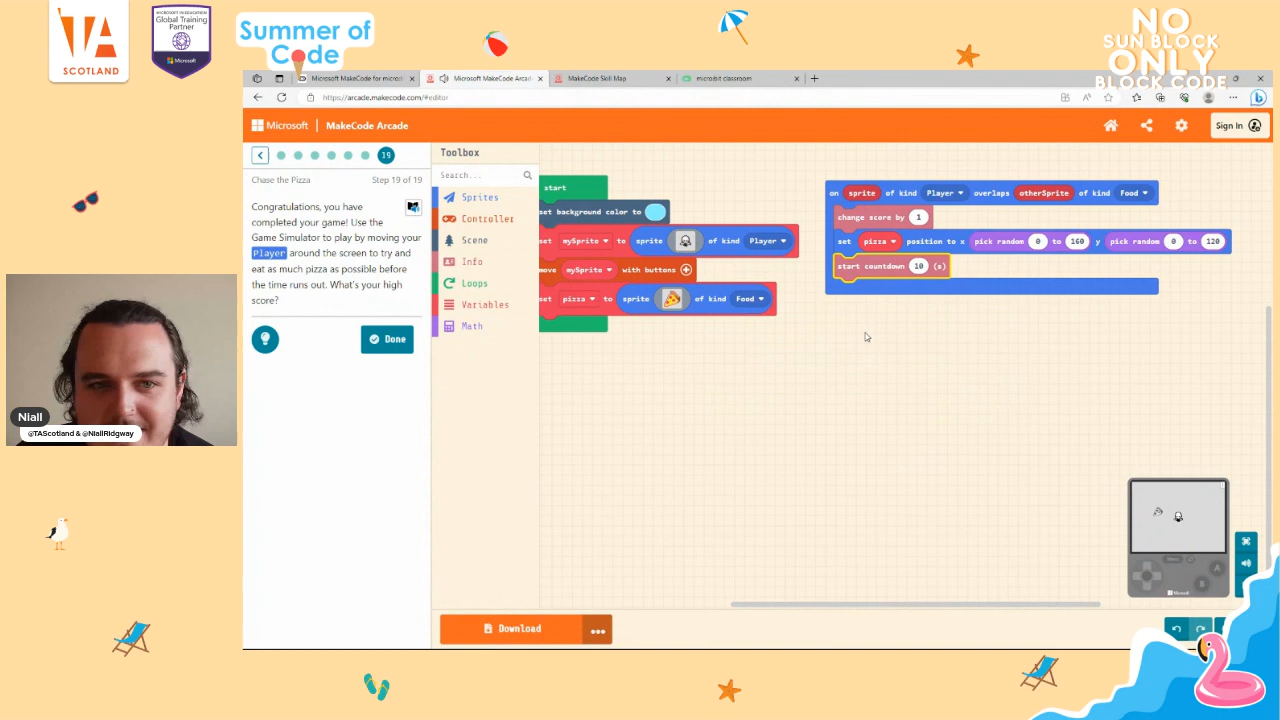 TA
SCOTLAND
MICROSOFT IN EDUCATION
Global Training
Partner
Microsoft
Summer of
Code
NO
SUN BLOCK
ONLY
BLOCK CODE
Microsoft MakeCode for micro:
Microsoft MakeCode Arcade
MakeCode Skill Map
micro:bit classroom
https://arcade.makecode.com/#editor
Microsoft
MakeCode Arcade
Sign In
19
Chase the Pizza
Step 19 of 19
Congratulations, you have
completed your game! Use the
Game Simulator to play by moving your
Player around the screen to try and
eat as much pizza as possible before
the time runs out. What's your high
score?
Done
Toolbox
Search...
Sprites
Controller
Scene
Info
Loops
Variables
Math
start
set background color to
set mySprite to sprite of kind Player
move mySprite with buttons
set pizza to sprite of kind Food
on sprite of kind Player overlaps otherSprite of kind Food
change score by 1
set pizza position to x pick random 0 to 160 y pick random 0 to 120
start countdown 10 (s)
Menu
A
B
Microsoft
Download
Niall
@TAScotland & @NiallRidgway